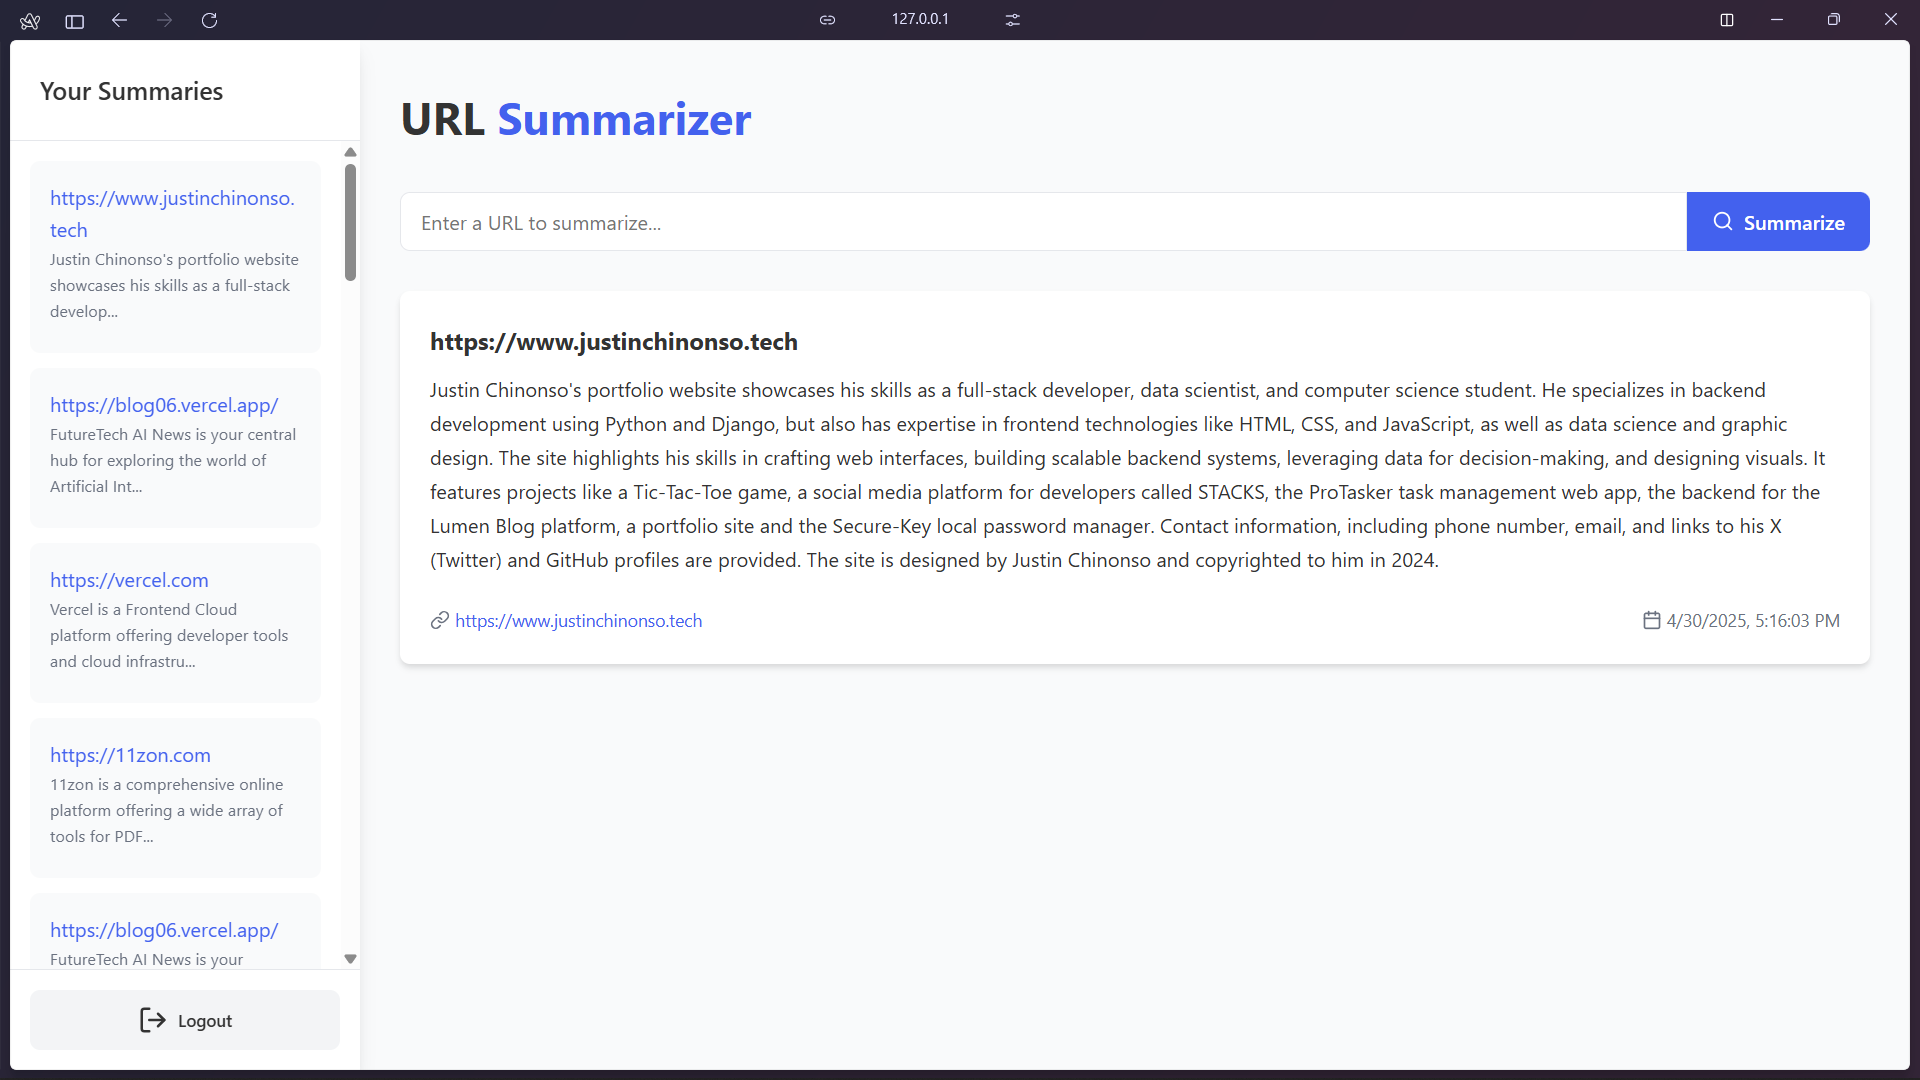 127.0.0.1
Your Summaries
https://www.justinchinonso.
tech
Justin Chinonso's portfolio website
showcases his skills as a full-stack
develop...
https://blog06.vercel.app/
FutureTech AI News is your central
hub for exploring the world of
Artificial Int...
https://vercel.com
Vercel is a Frontend Cloud
platform offering developer tools
and cloud infrastru...
https://11zon.com
11zon is a comprehensive online
platform offering a wide array of
tools for PDF...
https://blog06.vercel.app/
FutureTech AI News is your
Logout
URL Summarizer
Enter a URL to summarize...
Summarize
https://www.justinchinonso.tech
Justin Chinonso's portfolio website showcases his skills as a full-stack developer, data scientist, and computer science student. He specializes in backend
development using Python and Django, but also has expertise in frontend technologies like HTML, CSS, and JavaScript, as well as data science and graphic
design. The site highlights his skills in crafting web interfaces, building scalable backend systems, leveraging data for decision-making, and designing visuals. It
features projects like a Tic-Tac-Toe game, a social media platform for developers called STACKS, the ProTasker task management web app, the backend for the
Lumen Blog platform, a portfolio site and the Secure-Key local password manager. Contact information, including phone number, email, and links to his X
(Twitter) and GitHub profiles are provided. The site is designed by Justin Chinonso and copyrighted to him in 2024.
https://www.justinchinonso.tech
4/30/2025, 5:16:03 PM